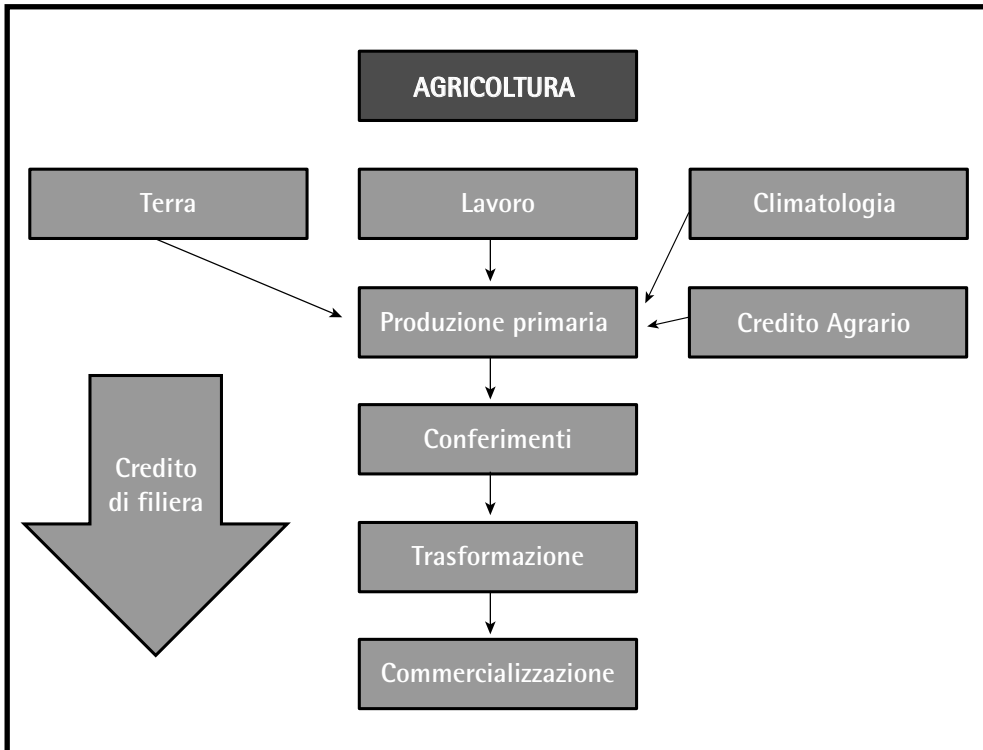 AGRICOLTURA
Terra
Lavoro
Climatologia
Produzione primaria
Credito Agrario
Conferimenti
Credito
di filiera
Trasformazione
Commercializzazione